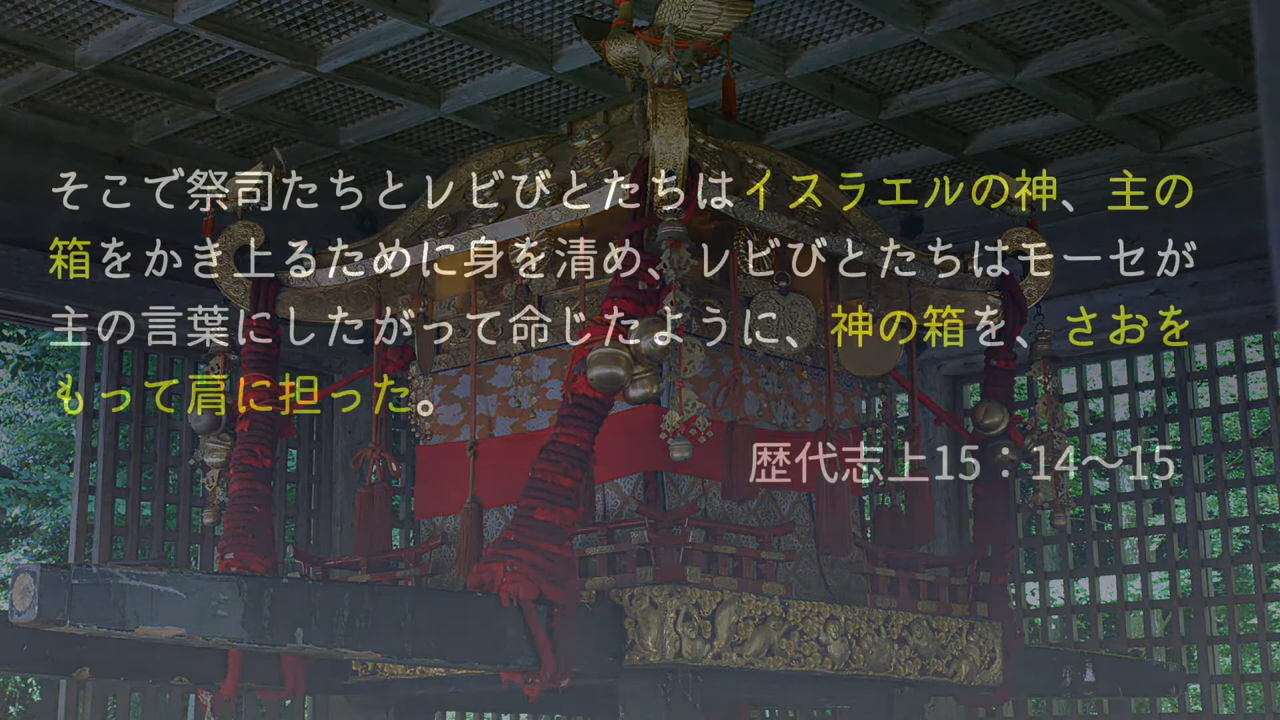 そこで祭司たちとレビびとたちはイスラエルの神、主の
箱をかき上るために身を清め、レビびとたちはモーセが
主の言葉にしたがって命じたように、神の箱を、さおを
もって肩に担った。
歴代志上15：14〜15